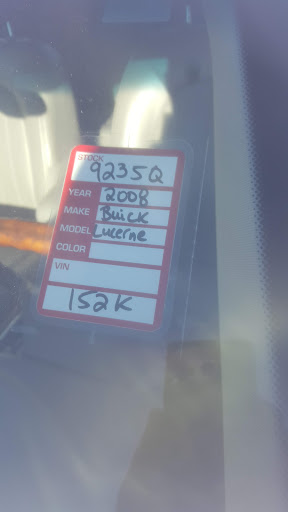 STOCK
9235Q
YEAR 2008
MAKE Buick
MODEL Lucerne
COLOR
VIN
152K